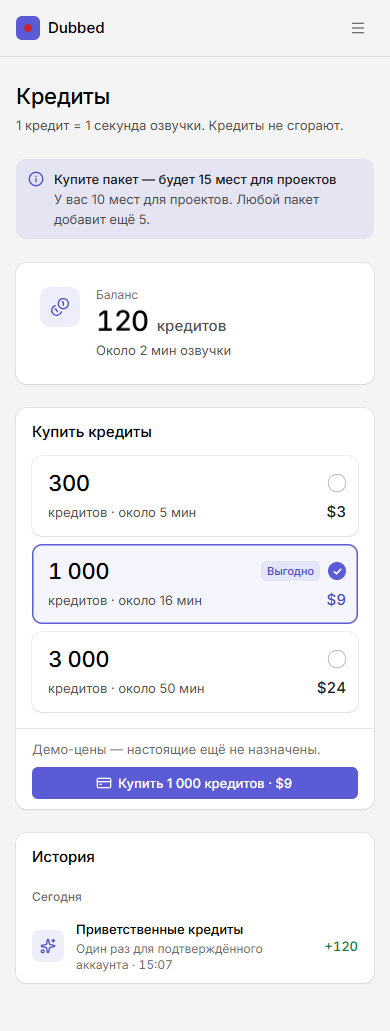 Dubbed
Кредиты
1 кредит = 1 секунда озвучки. Кредиты не сгорают.
Купите пакет — будет 15 мест для проектов
У вас 10 мест для проектов. Любой пакет
добавит ещё 5.
Баланс
120 кредитов
Около 2 мин озвучки
Купить кредиты
300
кредитов · около 5 мин
$3
1 000
Выгодно
кредитов · около 16 мин
$9
3 000
кредитов · около 50 мин
$24
Демо-цены — настоящие ещё не назначены.
Купить 1 000 кредитов · $9
История
Сегодня
Приветственные кредиты
Один раз для подтверждённого
аккаунта · 15:07
+120